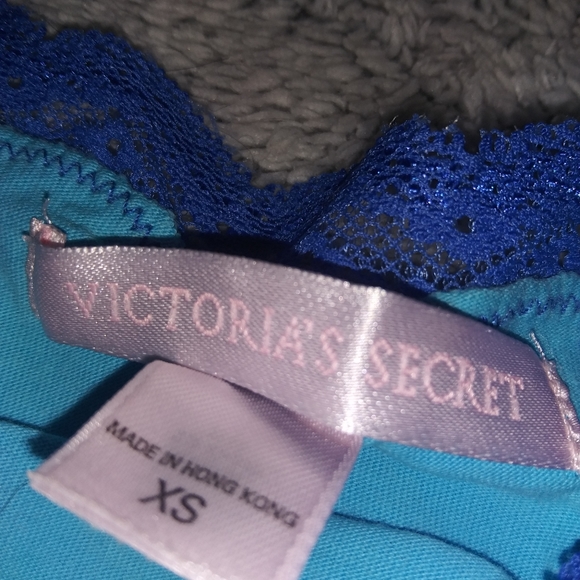 VICTORIA'S SECRET
MADE IN HONG KONG
XS